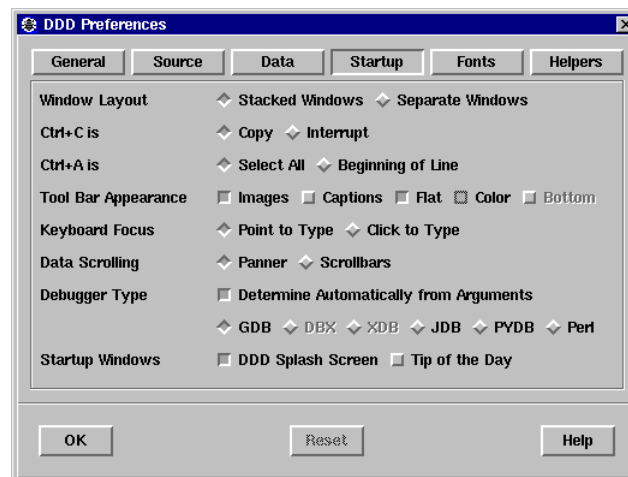 DDD Preferences
General Source Data Startup Fonts Helpers
Window Layout Stacked Windows Separate Windows
Ctrl+C is Copy Interrupt
Ctrl+A is Select All Beginning of Line
Tool Bar Appearance Images Captions Flat Color Bottom
Keyboard Focus Point to Type Click to Type
Data Scrolling Panner Scrollbars
Debugger Type Determine Automatically from Arguments
GDB DBX XDB JDB PYDB Perl
Startup Windows DDD Splash Screen Tip of the Day
OK Reset Help